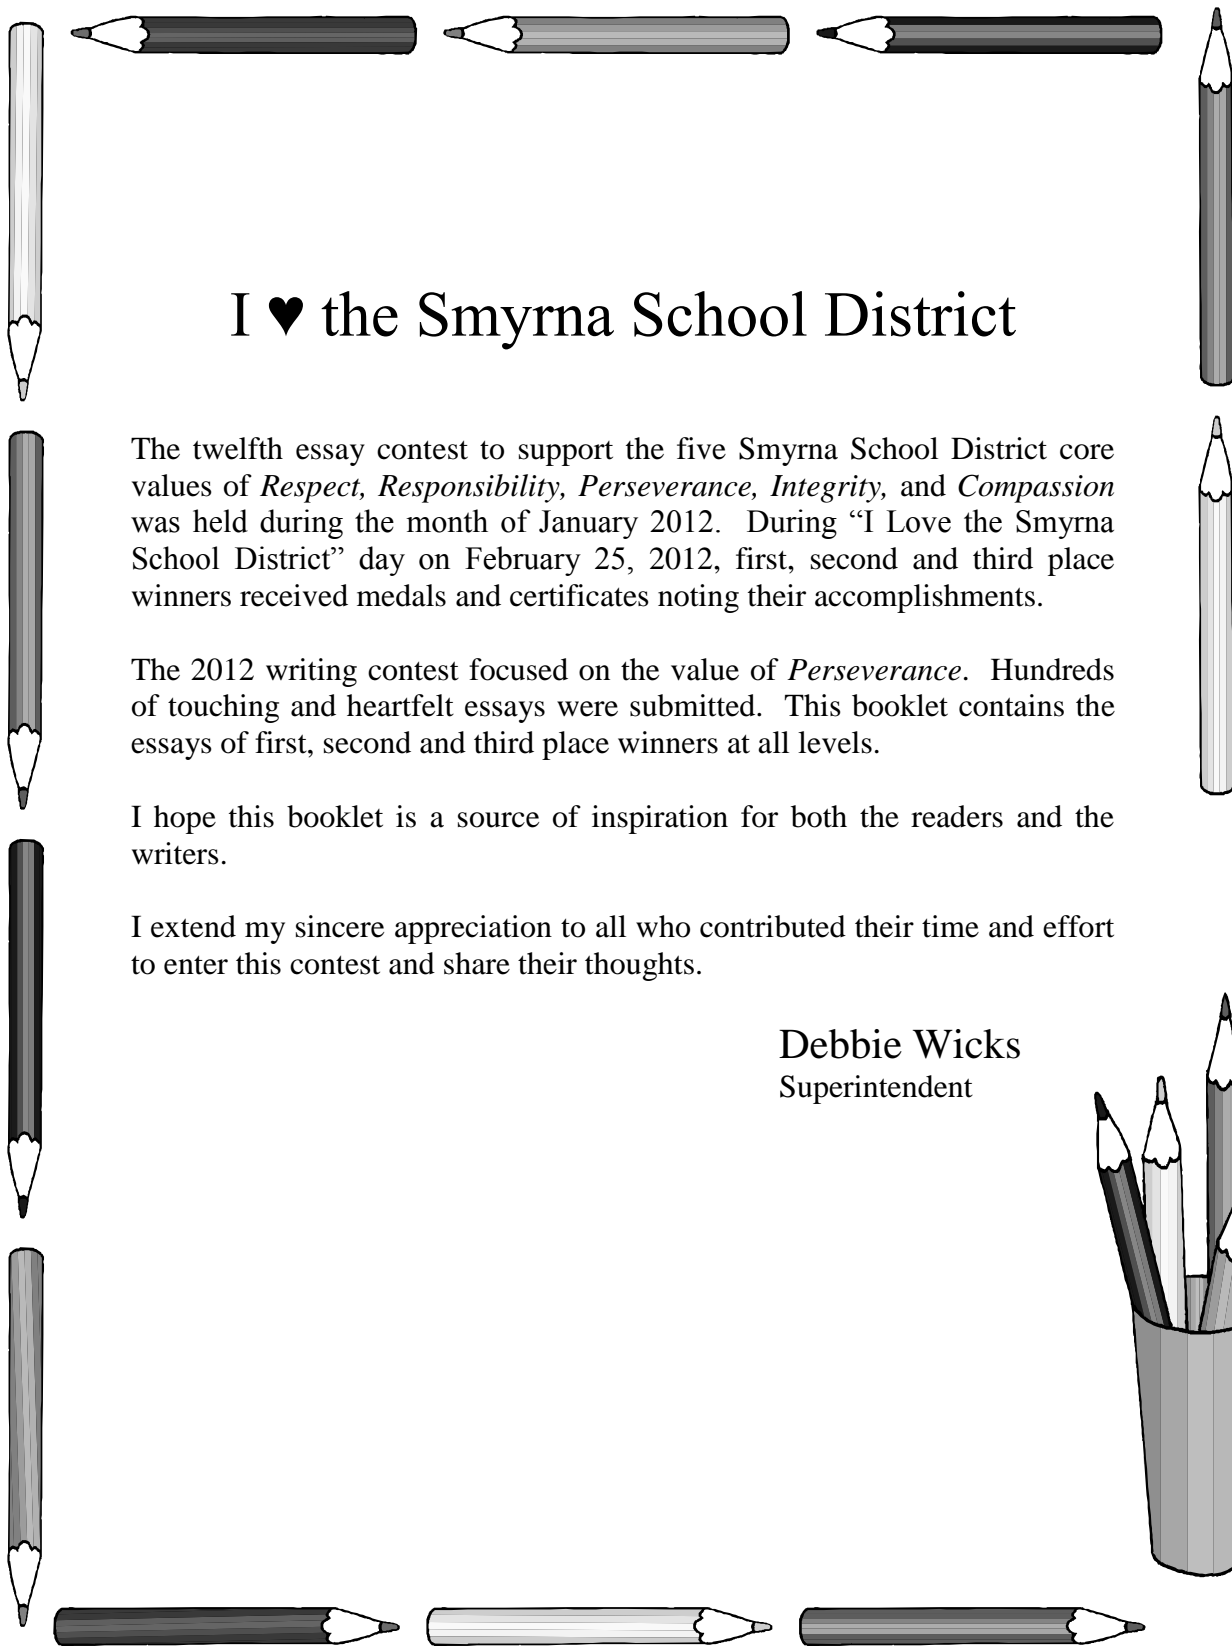 I ♥ the Smyrna School District
The twelfth essay contest to support the five Smyrna School District core
values of Respect, Responsibility, Perseverance, Integrity, and Compassion
was held during the month of January 2012.  During “I Love the Smyrna
School District” day on February 25, 2012, first, second and third place
winners received medals and certificates noting their accomplishments.
The 2012 writing contest focused on the value of Perseverance.  Hundreds
of touching and heartfelt essays were submitted.  This booklet contains the
essays of first, second and third place winners at all levels.
I hope this booklet is a source of inspiration for both the readers and the
writers.
I extend my sincere appreciation to all who contributed their time and effort
to enter this contest and share their thoughts.
Debbie Wicks
Superintendent